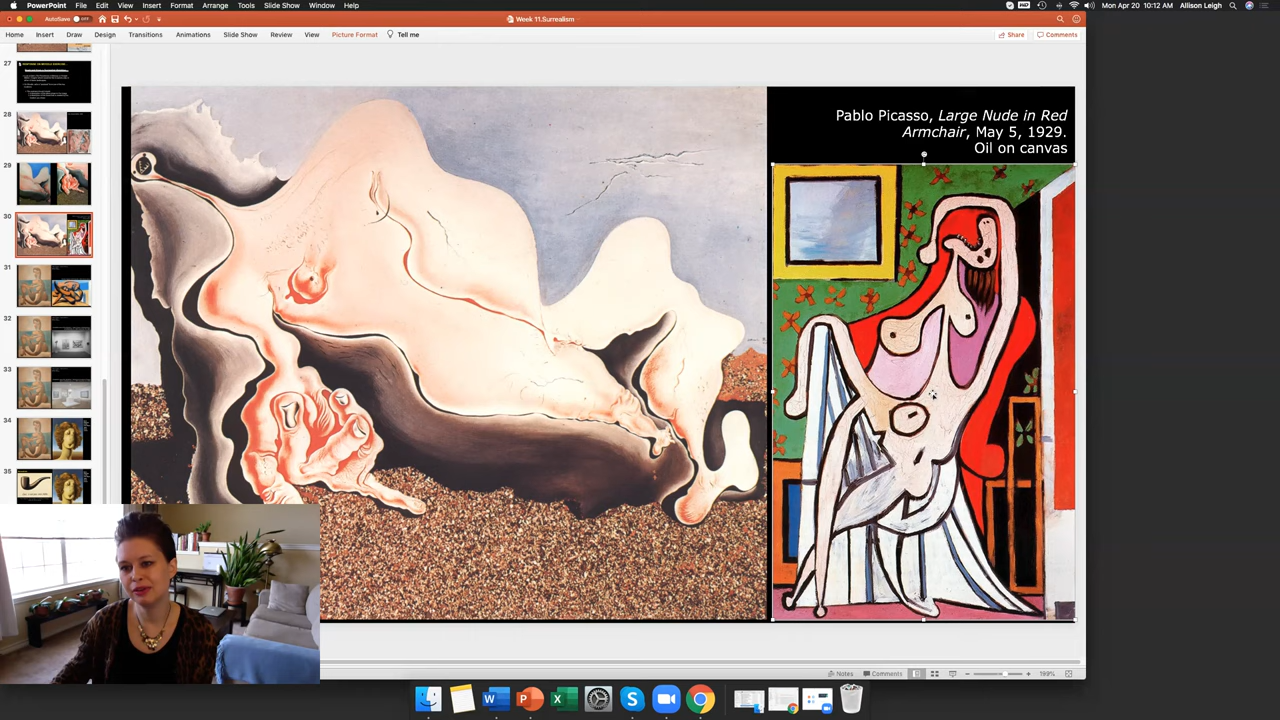 PowerPoint File Edit View Insert Format Arrange Tools Slide Show Window Help
Mon Apr 20 10:12 AM Allison Leigh
AutoSave OFF
Week 11.Surrealism
Home Insert Draw Design Transitions Animations Slide Show Review View Picture Format Tell me
Share Comments
27
28
29
30
31
32
33
34
35
Pablo Picasso, Large Nude in Red
Armchair, May 5, 1929.
Oil on canvas
Notes Comments 199%